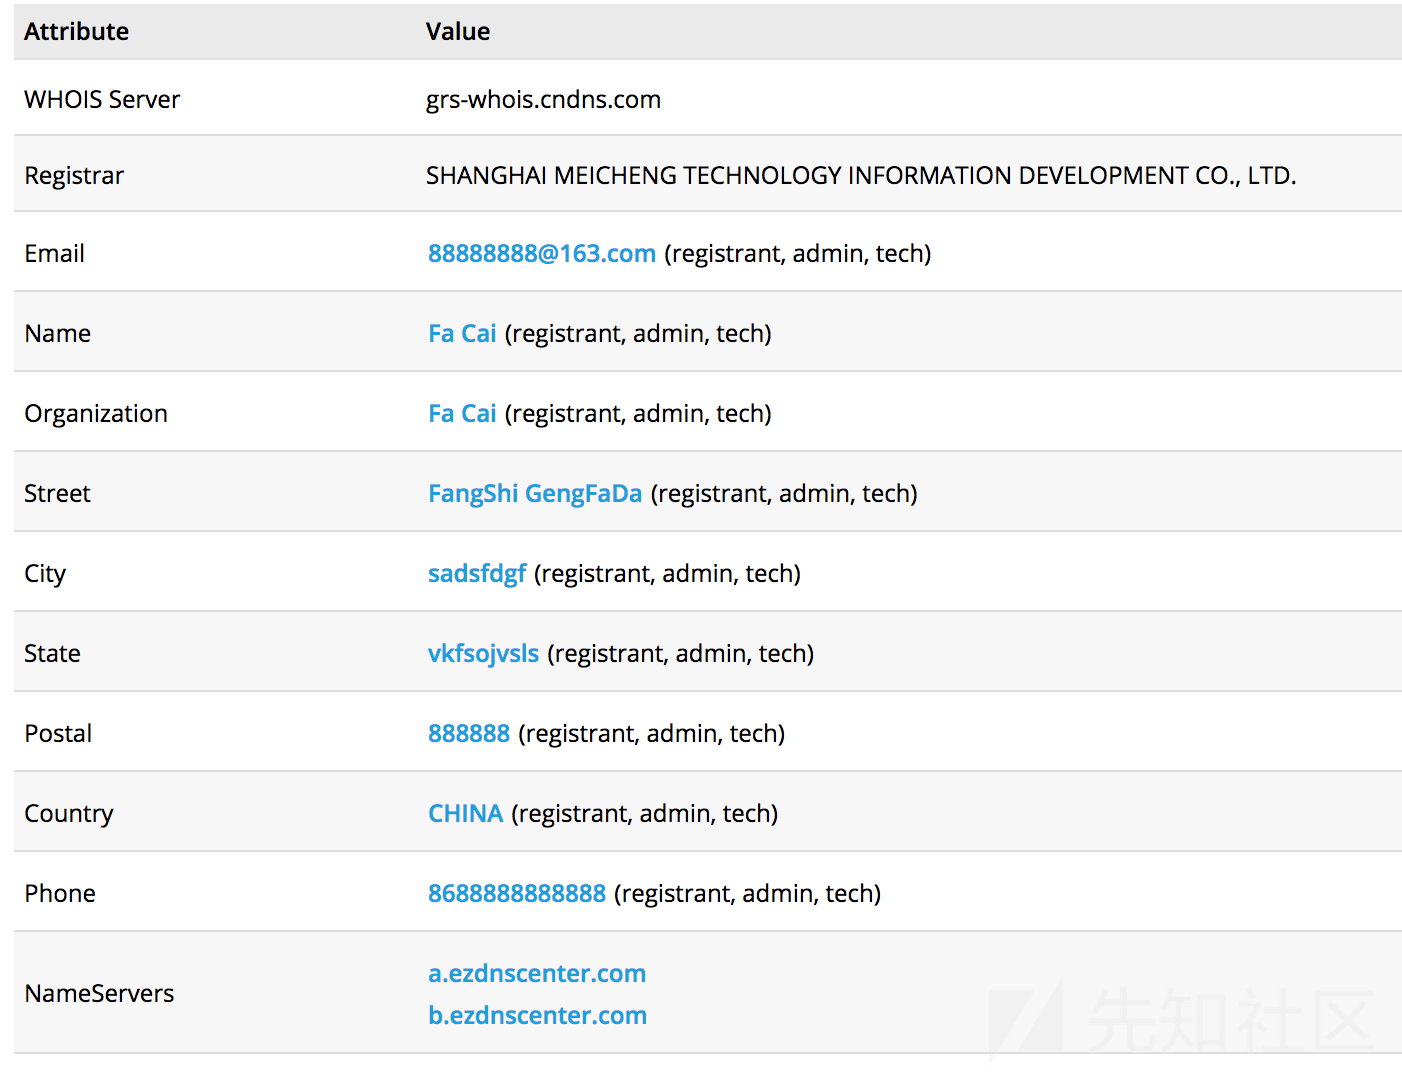 Attribute Value
WHOIS Server grs-whois.cndns.com
Registrar SHANGHAI MEICHENG TECHNOLOGY INFORMATION DEVELOPMENT CO., LTD.
Email 88888888@163.com (registrant, admin, tech)
Name Fa Cai (registrant, admin, tech)
Organization Fa Cai (registrant, admin, tech)
Street FangShi GengFaDa (registrant, admin, tech)
City sadsfdgf (registrant, admin, tech)
State vkfsojvsls (registrant, admin, tech)
Postal 888888 (registrant, admin, tech)
Country CHINA (registrant, admin, tech)
Phone 8688888888888 (registrant, admin, tech)
NameServers a.ezdnscenter.com
b.ezdnscenter.com
先知社区